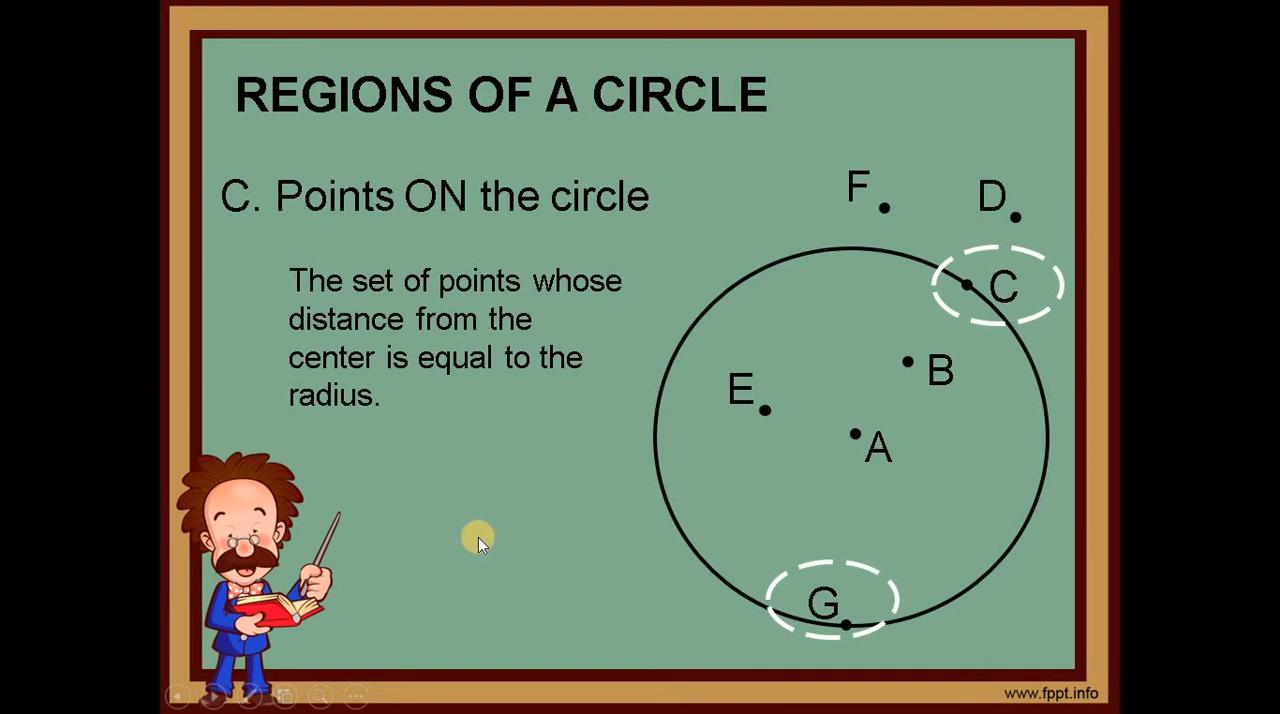 REGIONS OF A CIRCLE
C. Points ON the circle
The set of points whose
distance from the
center is equal to the
radius.
F
D
C
B
E
A
G
www.fppt.info